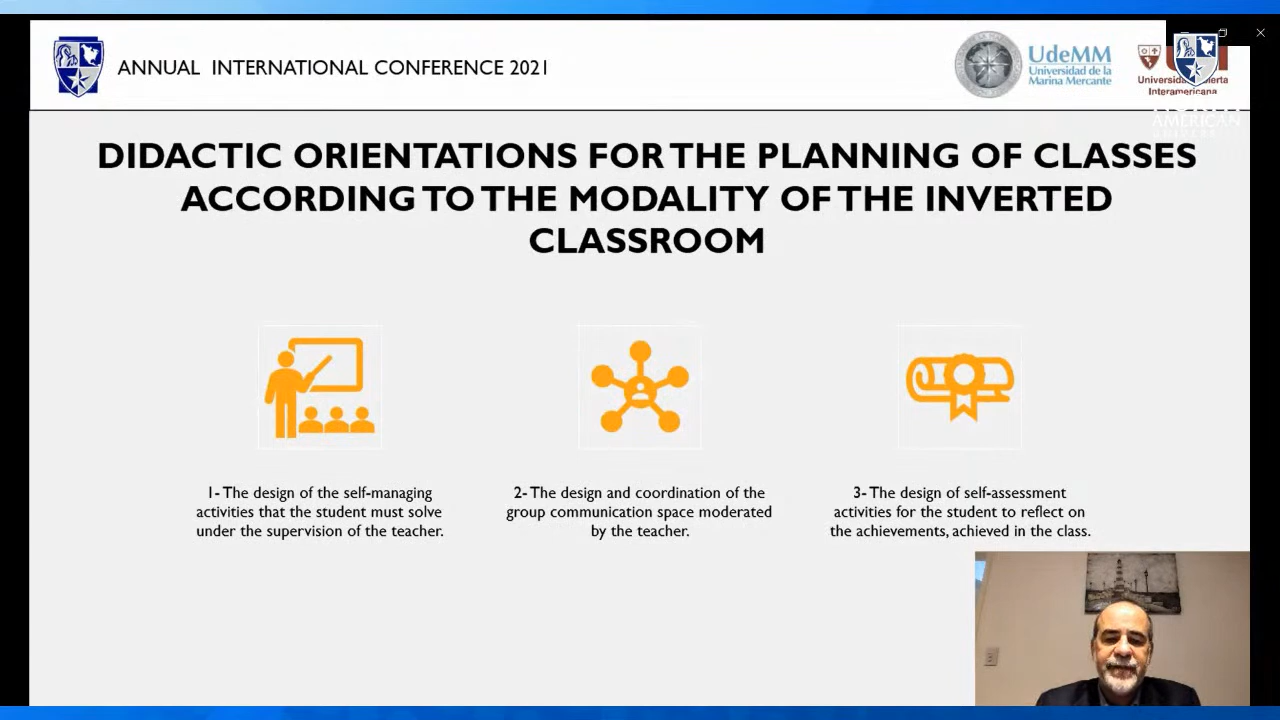 ANNUAL INTERNATIONAL CONFERENCE 2021
UdeMM
Universidad de la
Marina Mercante
Interamericana
AMERICAN
DIDACTIC ORIENTATIONS FOR THE PLANNING OF CLASSES
ACCORDING TO THE MODALITY OF THE INVERTED
CLASSROOM
1- The design of the self-managing
activities that the student must solve
under the supervision of the teacher.
2- The design and coordination of the
group communication space moderated
by the teacher.
3- The design of self-assessment
activities for the student to reflect on
the achievements, achieved in the class.